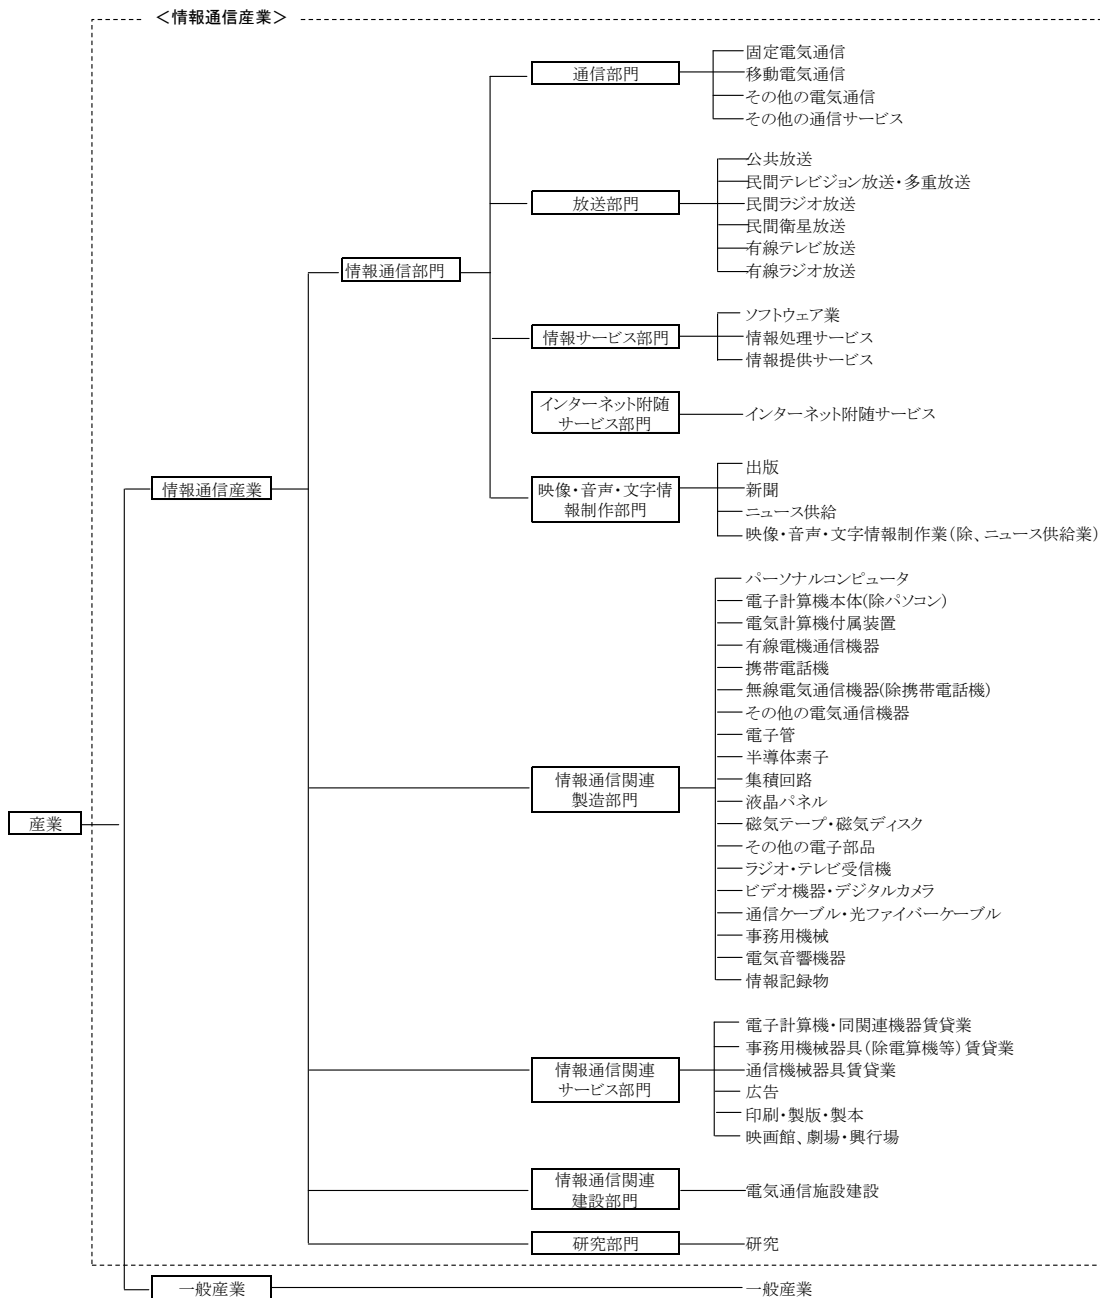 ＜情報通信産業＞
産業
情報通信産業
情報通信部門
通信部門
固定電気通信
移動電気通信
その他の電気通信
その他の通信サービス
放送部門
公共放送
民間テレビジョン放送・多重放送
民間ラジオ放送
民間衛星放送
有線テレビ放送
有線ラジオ放送
情報サービス部門
ソフトウェア業
情報処理サービス
情報提供サービス
インターネット附随
サービス部門
インターネット附随サービス
映像・音声・文字情
報制作部門
出版
新聞
ニュース供給
映像・音声・文字情報制作業(除、ニュース供給業)
情報通信関連
製造部門
パーソナルコンピュータ
電子計算機本体(除パソコン)
電気計算機付属装置
有線電機通信機器
携帯電話機
無線電気通信機器(除携帯電話機)
その他の電気通信機器
電子管
半導体素子
集積回路
液晶パネル
磁気テープ・磁気ディスク
その他の電子部品
ラジオ・テレビ受信機
ビデオ機器・デジタルカメラ
通信ケーブル・光ファイバーケーブル
事務用機械
電気音響機器
情報記録物
情報通信関連
サービス部門
電子計算機・同関連機器賃貸業
事務用機械器具(除電算機等)賃貸業
通信機械器具賃貸業
広告
印刷・製版・製本
映画館、劇場・興行場
情報通信関連
建設部門
電気通信施設建設
研究部門
研究
一般産業
一般産業